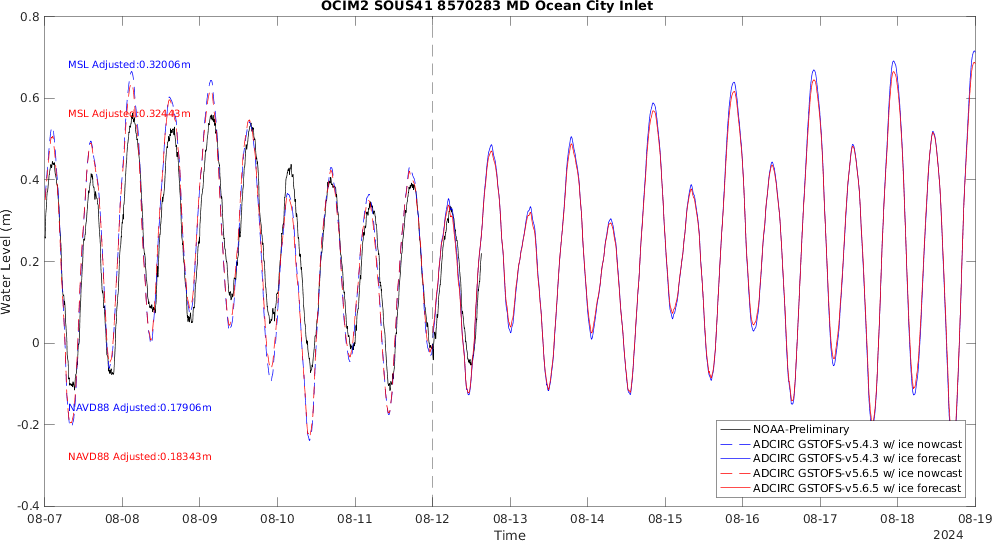 OCIM2 SOUS41 8570283 MD Ocean City Inlet
0.8
MSL Adjusted:0.32006m
0.6
MSL Adjusted:0.32443m
0.4
Water Level (m)
0.2
0
NAVD88 Adjusted:0.17906m
-0.2
NAVD88 Adjusted:0.18343m
-0.4
NOAA-Preliminary
ADCIRC GSTOFS-v5.4.3 w/ ice nowcast
ADCIRC GSTOFS-v5.4.3 w/ ice forecast
ADCIRC GSTOFS-v5.6.5 w/ ice nowcast
ADCIRC GSTOFS-v5.6.5 w/ ice forecast
08-07 08-08 08-09 08-10 08-11 08-12 08-13 08-14 08-15 08-16 08-17 08-18 08-19
Time
2024